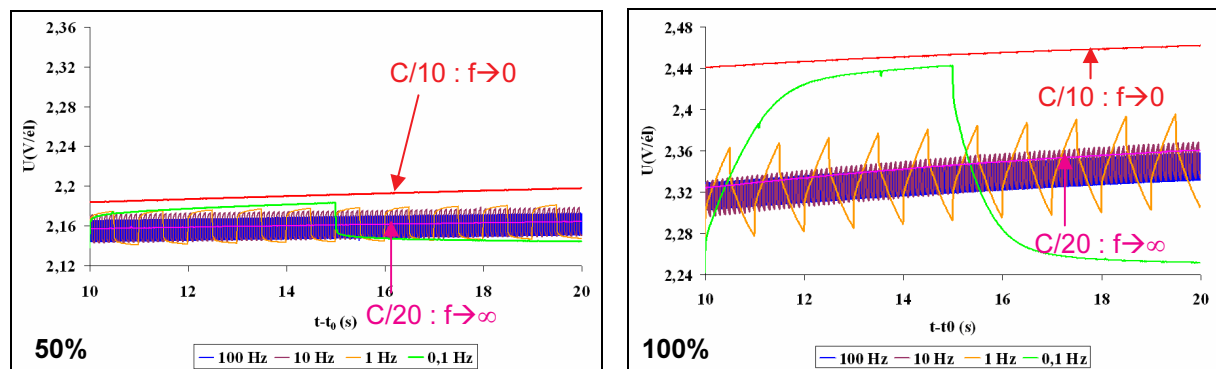 2,36
2,32
2,28
2,24
2,2
2,16
2,12
U(V/él)
C/10 : f→0
C/20 : f→∞
10 12 14 16 18 20
t-t₀ (s)
50%
100 Hz 10 Hz 1 Hz 0,1 Hz
2,48
2,44
2,4
2,36
2,32
2,28
2,24
U(V/él)
C/10 : f→0
C/20 : f→∞
10 12 14 16 18 20
t-t0 (s)
100%
100 Hz 10 Hz 1 Hz 0,1 Hz